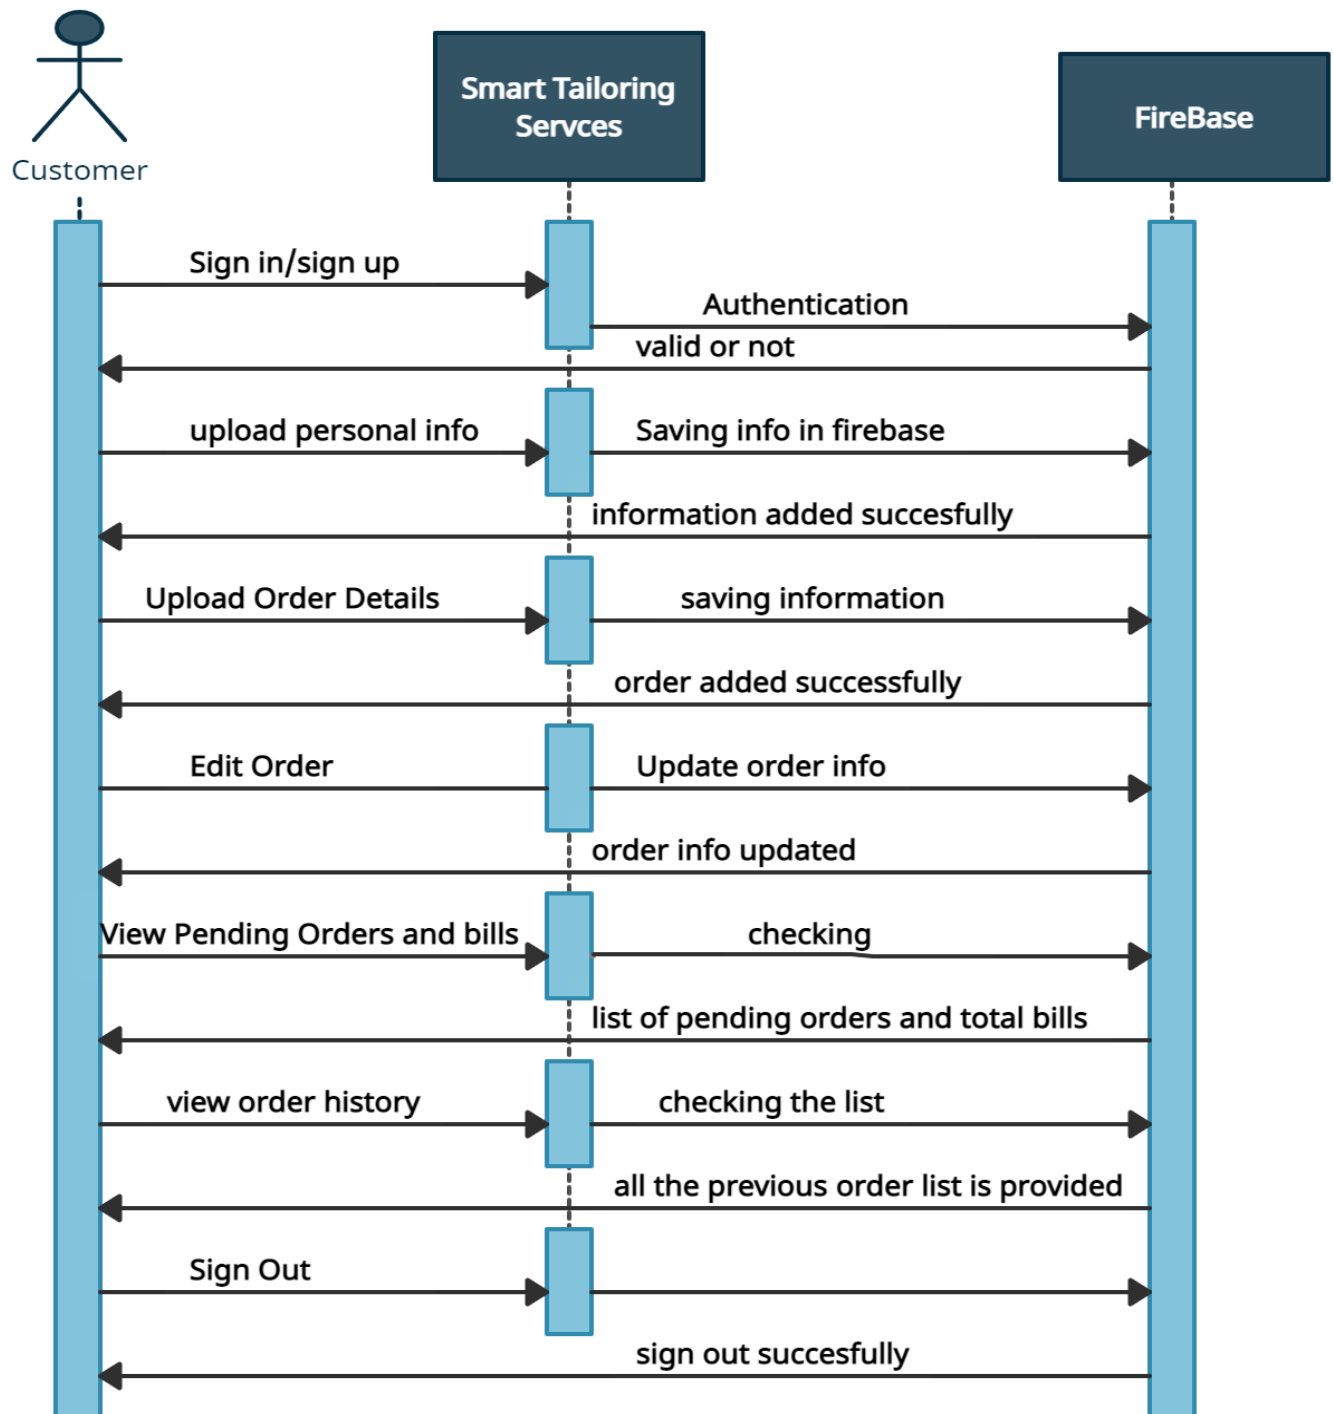 Smart Tailoring
Servces
FireBase
Customer
Sign in/sign up
Authentication
valid or not
upload personal info
Saving info in firebase
information added succesfully
Upload Order Details
saving information
order added successfully
Edit Order
Update order info
order info updated
View Pending Orders and bills
checking
list of pending orders and total bills
view order history
checking the list
all the previous order list is provided
Sign Out
sign out succesfully